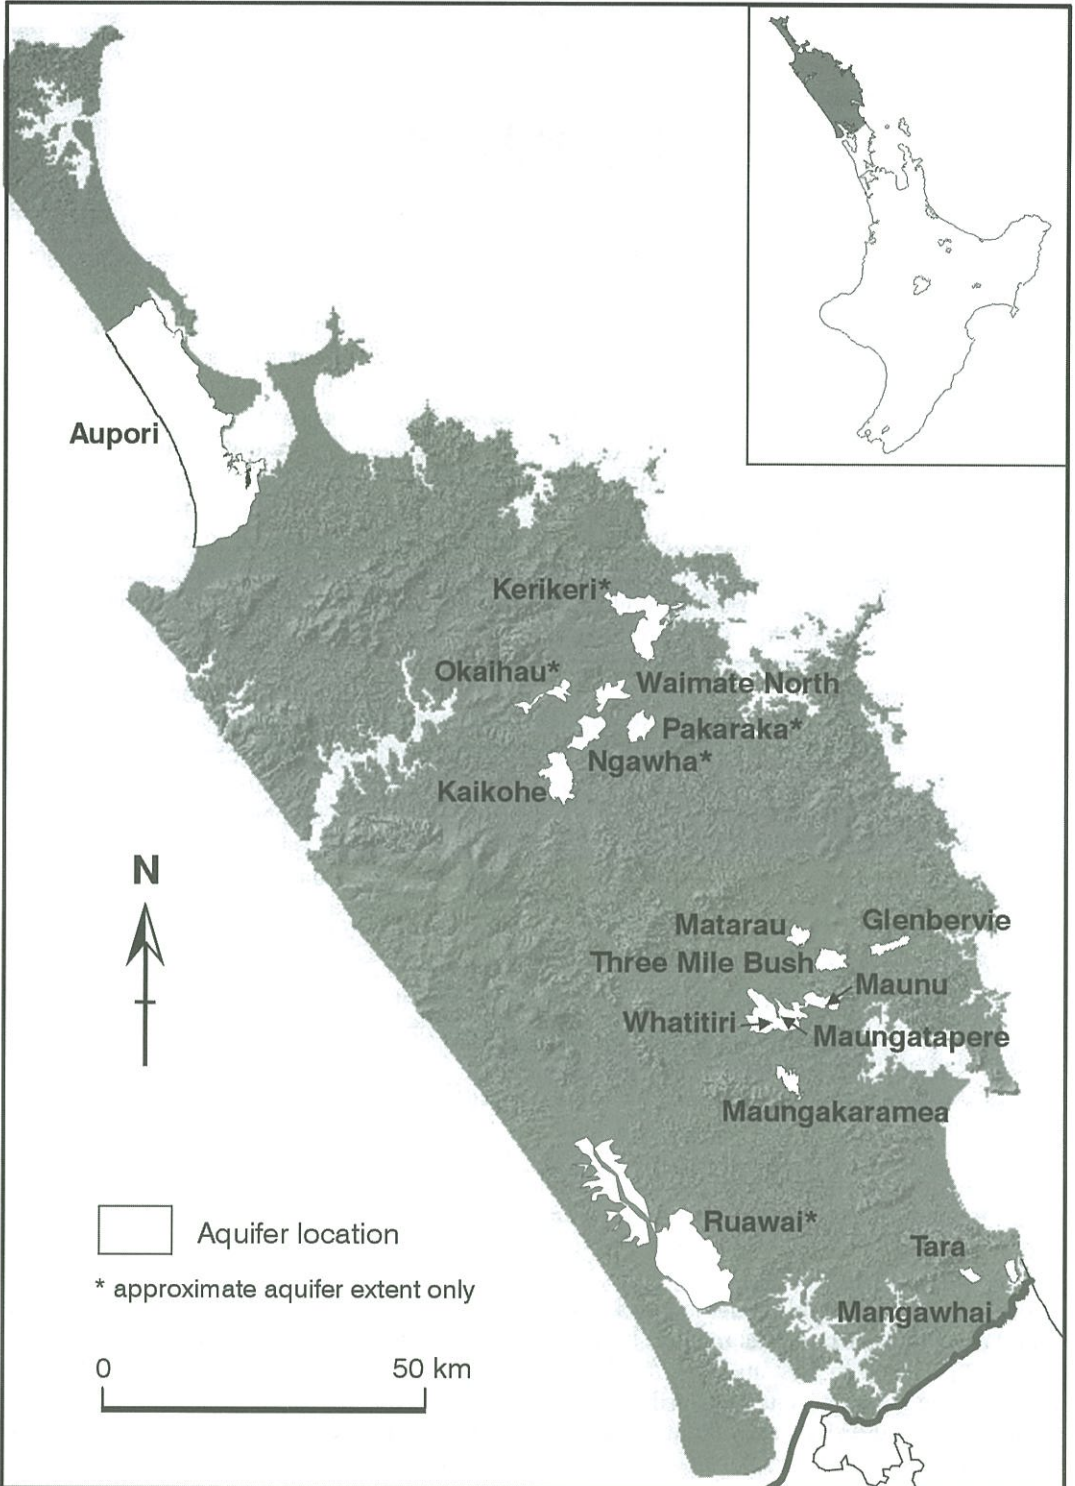 Aupori
Kerikeri*
Okaihau*
Waimate North
Pakaraka*
Ngawha*
Kaikohe
N
Matarau
Glenbervie
Three Mile Bush
Maunu
Whatitiri
Maungatapere
Maungakaramea
Ruawai*
Aquifer location
Tara
* approximate aquifer extent only
Mangawhai
0
50 km